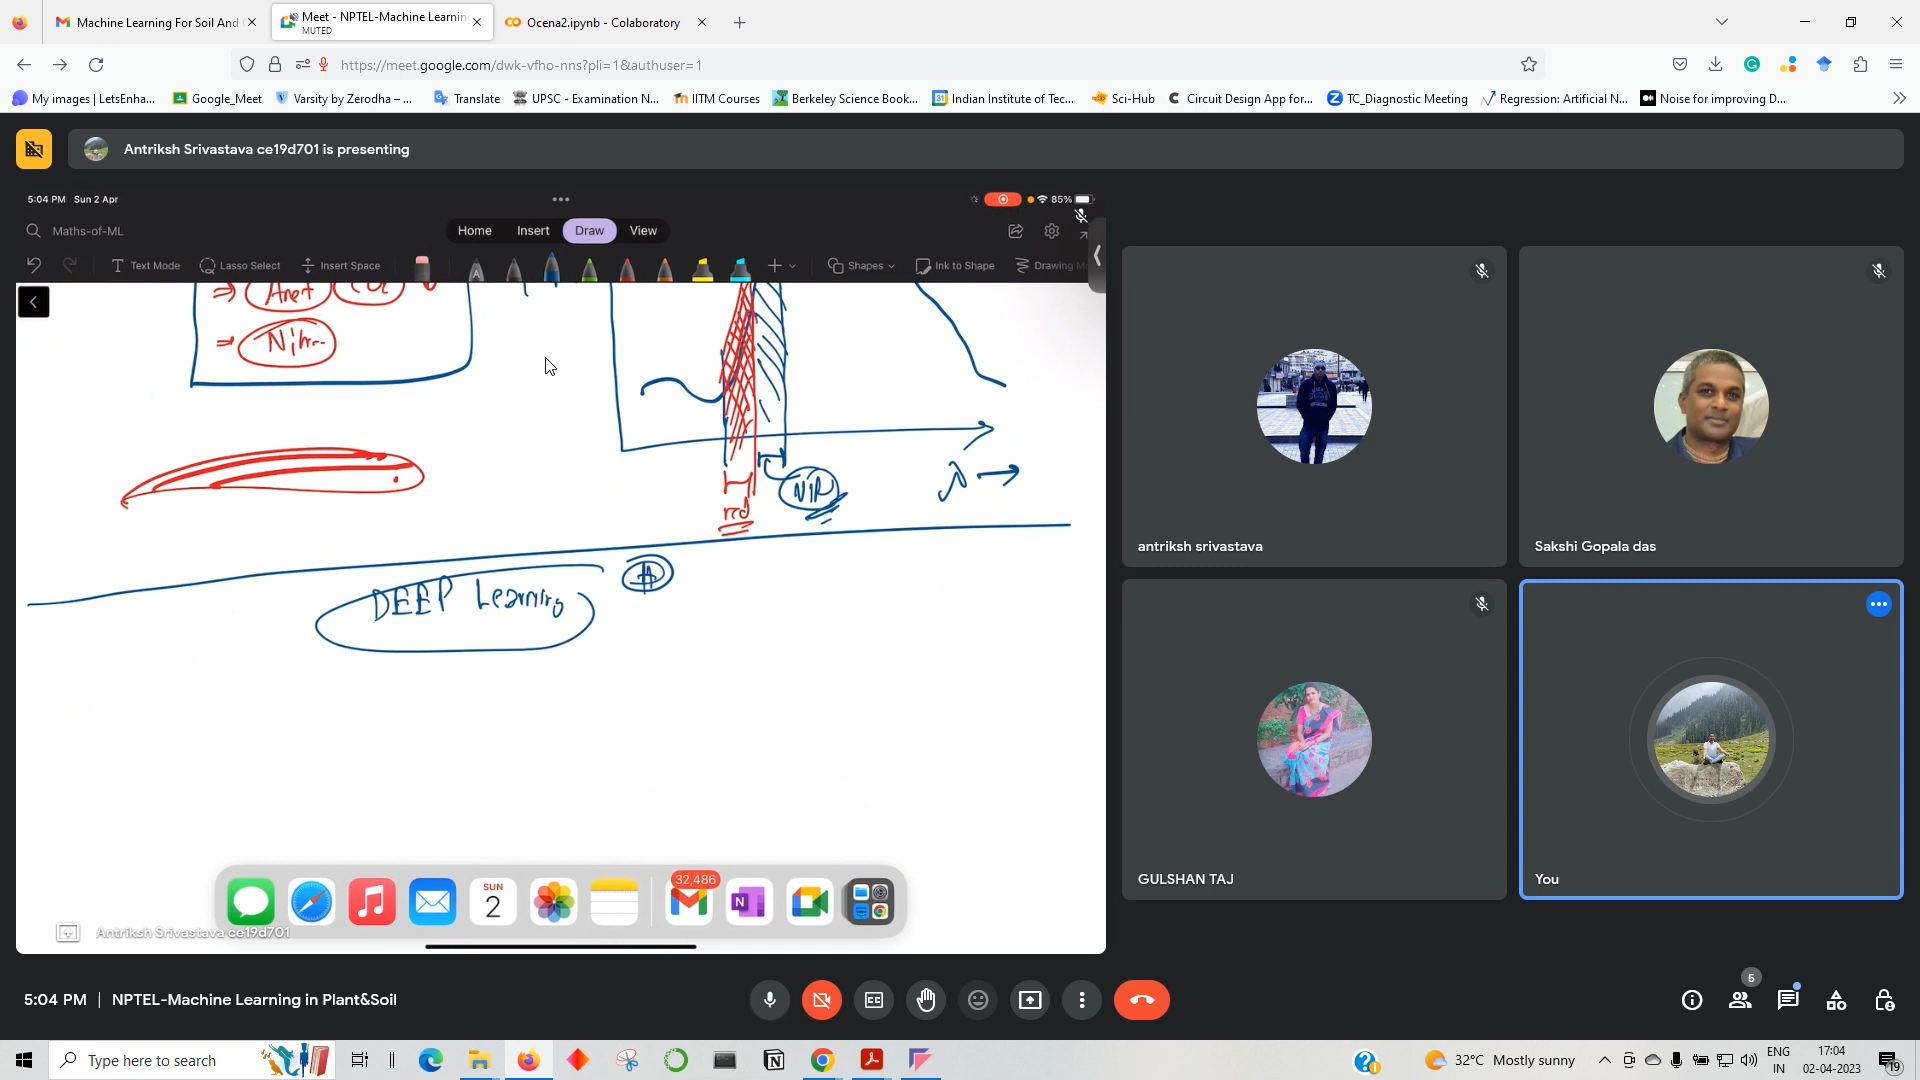 Machine Learning For Soil And
Meet - NPTEL-Machine Learning
MUTED
Ocena2.ipynb - Colaboratory
https://meet.google.com/dwk-vfho-nns?pli=1&authuser=1
My images | LetsEnha...
Google_Meet
Varsity by Zerodha – ...
Translate
UPSC - Examination N...
IITM Courses
Berkeley Science Book...
Indian Institute of Tec...
Sci-Hub
Circuit Design App for...
TC_Diagnostic Meeting
Regression: Artificial N...
Noise for improving D...
Antriksh Srivastava ce19d701 is presenting
5:04 PM Sun 2 Apr
85%
Maths-of-ML
Home
Insert
Draw
View
Text Mode
Lasso Select
Insert Space
Shapes
Ink to Shape
Drawing
NIR
red
λ →
DEEP Learning
antriksh srivastava
Sakshi Gopala das
GULSHAN TAJ
You
SUN
2
32,486
Antriksh Srivastava ce19d701
5:04 PM | NPTEL-Machine Learning in Plant&Soil
5
Type here to search
32°C Mostly sunny
ENG
IN
17:04
02-04-2023
19